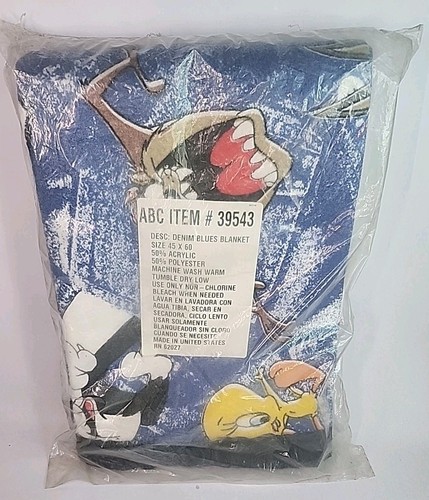 ABC ITEM # 39543
DESC: DENIM BLUES BLANKET
SIZE 45 X 60
50% ACRYLIC
50% POLYESTER
MACHINE WASH WARM
TUMBLE DRY LOW
USE ONLY NON - CHLORINE
BLEACH WHEN NEEDED
LAVAR EN LAVADORA CON
AGUA TIBIA, SECAR EN
SECADORA, CICLO LENTO
USAR SOLAMENTE
BLANQUEADOR SIN CLORO
CUANDO SE NECESITE
MADE IN UNITED STATES
RN 62027